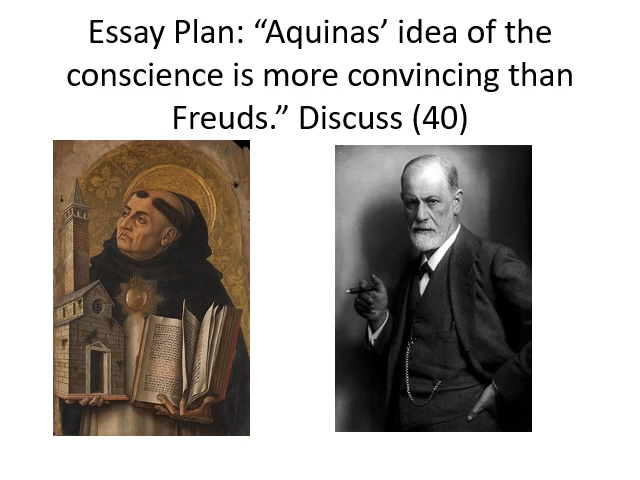 Essay Plan: “Aquinas’ idea of the
conscience is more convincing than
Freuds.” Discuss (40)